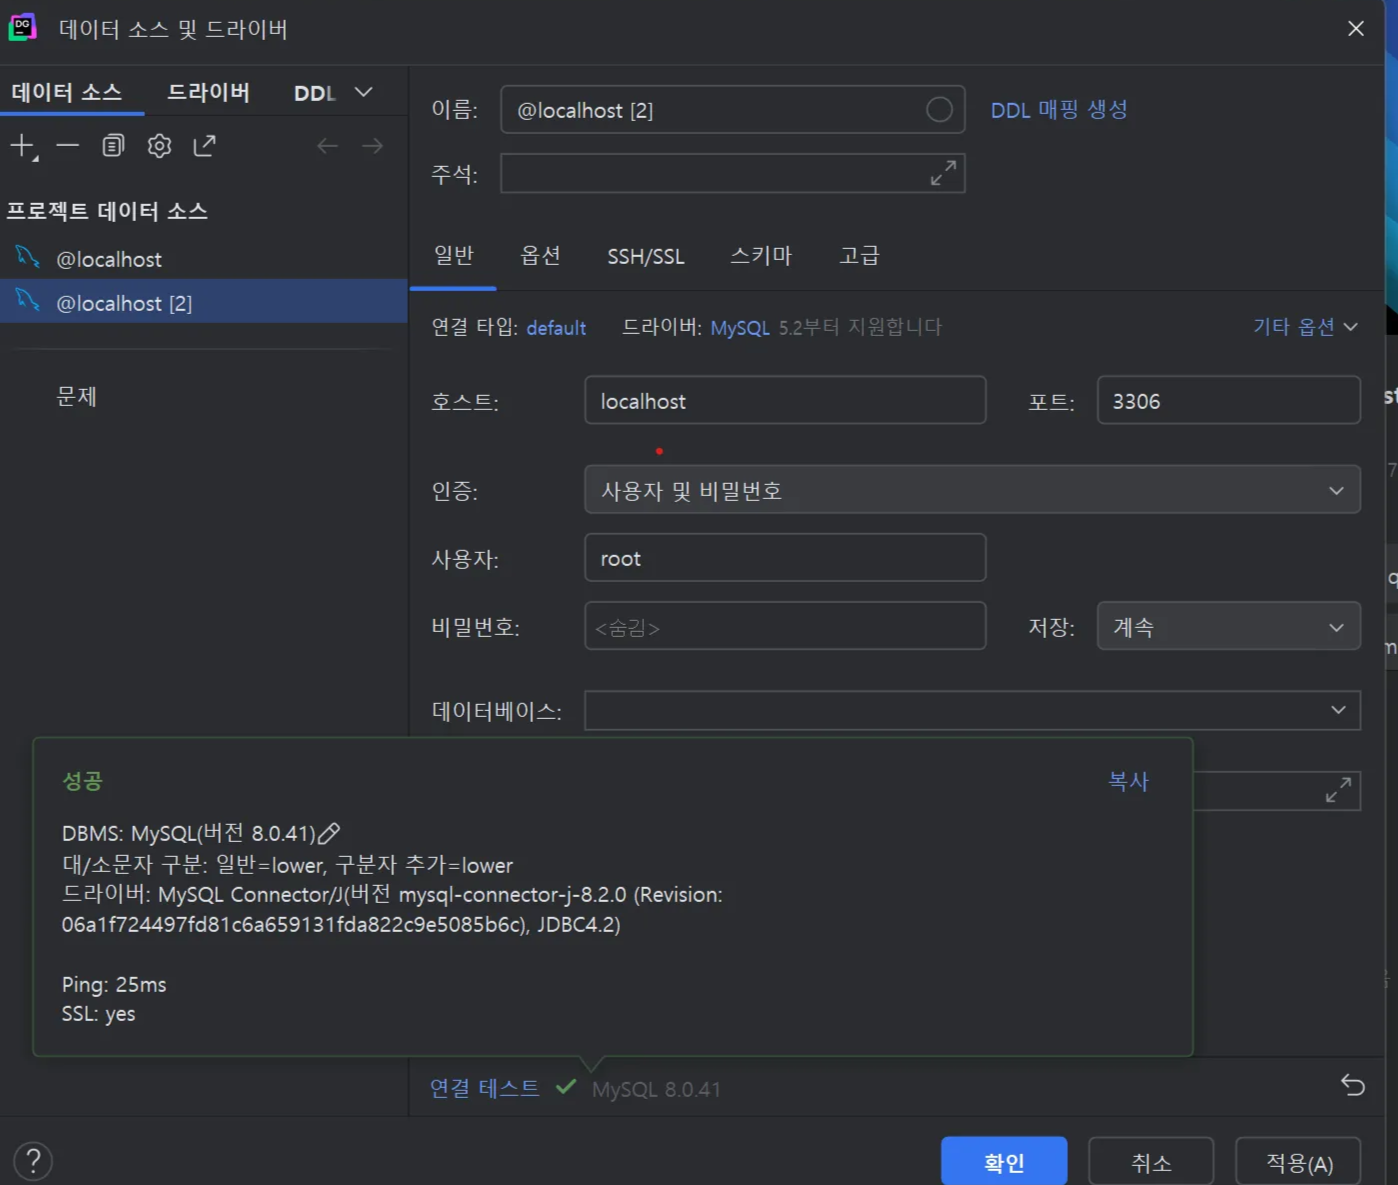 DG
데이터 소스 및 드라이버
데이터 소스 드라이버 DDL
프로젝트 데이터 소스
@localhost
@localhost [2]
문제
이름: @localhost [2] DDL 매핑 생성
주석:
일반 옵션 SSH/SSL 스키마 고급
연결 타입: default 드라이버: MySQL 5.2부터 지원합니다 기타 옵션
호스트: localhost 포트: 3306
인증: 사용자 및 비밀번호
사용자: root
비밀번호: <숨김> 저장: 계속
데이터베이스:
성공 복사
DBMS: MySQL(버전 8.0.41)
대/소문자 구분: 일반=lower, 구분자 추가=lower
드라이버: MySQL Connector/J(버전 mysql-connector-j-8.2.0 (Revision:
06a1f724497fd81c6a659131fda822c9e5085b6c), JDBC4.2)
Ping: 25ms
SSL: yes
연결 테스트 MySQL 8.0.41
? 확인 취소 적용(A)